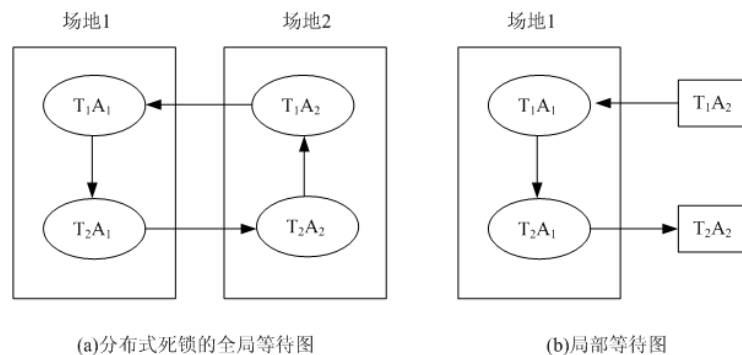 场地1 场地2 场地1
T₁A₁ T₁A₂ T₁A₁ T₁A₂
T₂A₁ T₂A₂ T₂A₁ T₂A₂
(a)分布式死锁的全局等待图 (b)局部等待图